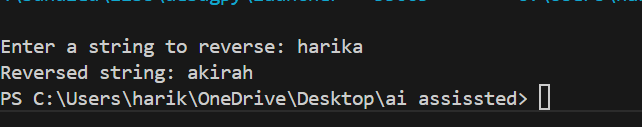 Enter a string to reverse: harika
Reversed string: akirah
PS C:\Users\harik\OneDrive\Desktop\ai assissted>